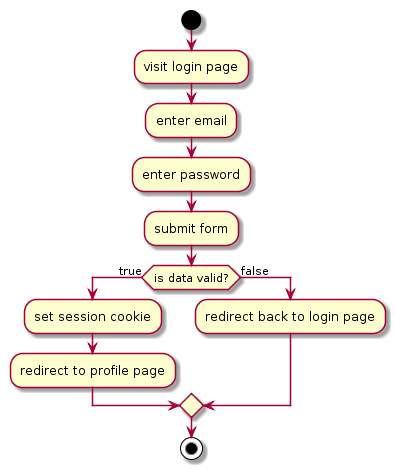 visit login page
enter email
enter password
submit form
true
is data valid?
false
set session cookie
redirect back to login page
redirect to profile page